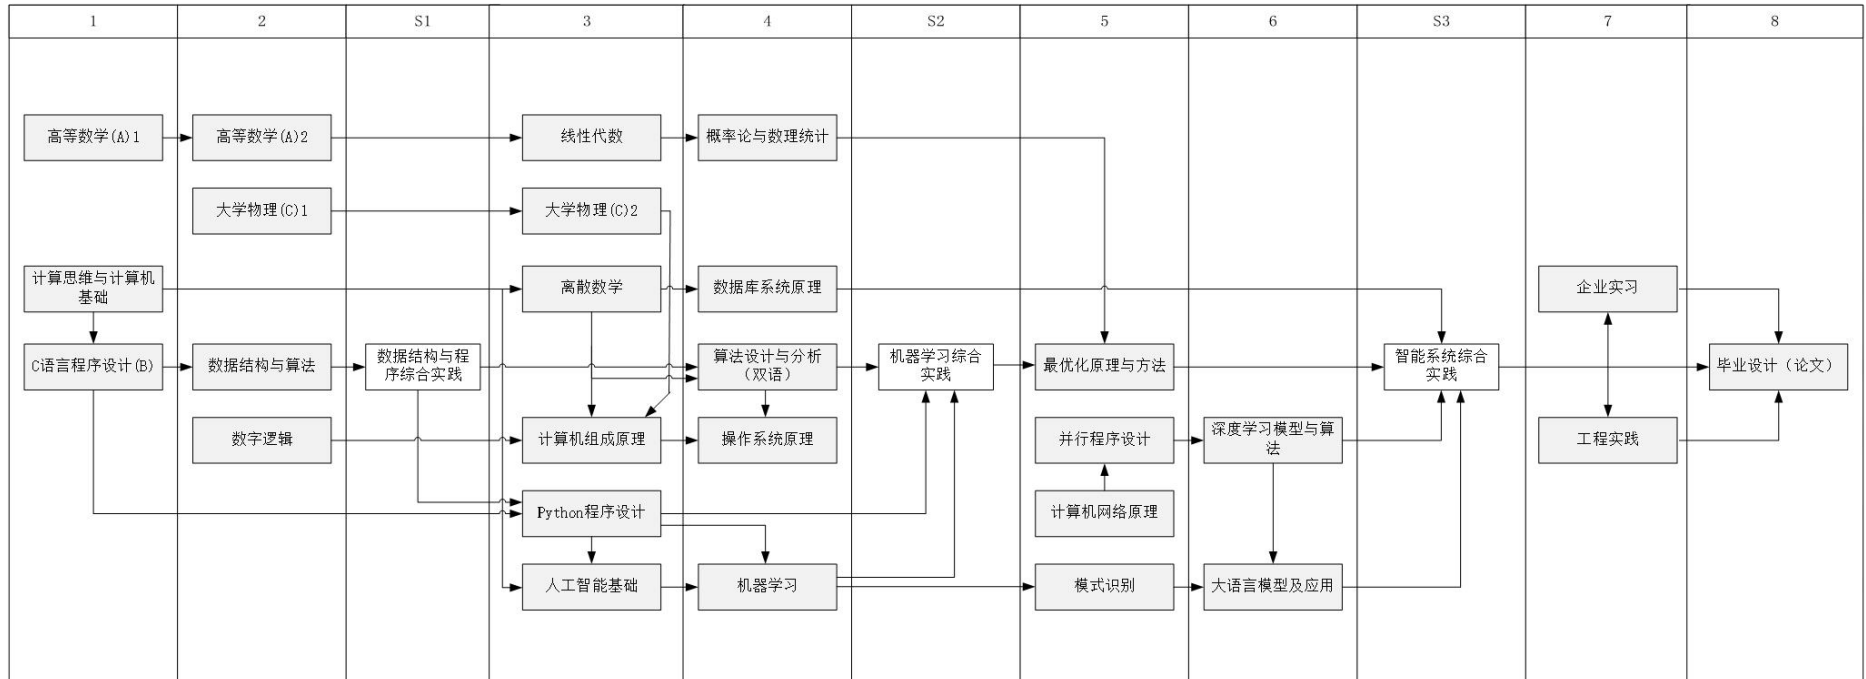 1
2
S1
3
4
S2
5
6
S3
7
8
高等数学(A)1
高等数学(A)2
线性代数
概率论与数理统计
大学物理(C)1
大学物理(C)2
计算思维与计算机
基础
离散数学
数据库系统原理
企业实习
C语言程序设计(B)
数据结构与算法
数据结构与程
序综合实践
算法设计与分析
（双语）
机器学习综合
实践
最优化原理与方法
智能系统综合
实践
毕业设计（论文）
数字逻辑
计算机组成原理
操作系统原理
并行程序设计
深度学习模型与算
法
工程实践
Python程序设计
计算机网络原理
人工智能基础
机器学习
模式识别
大语言模型及应用